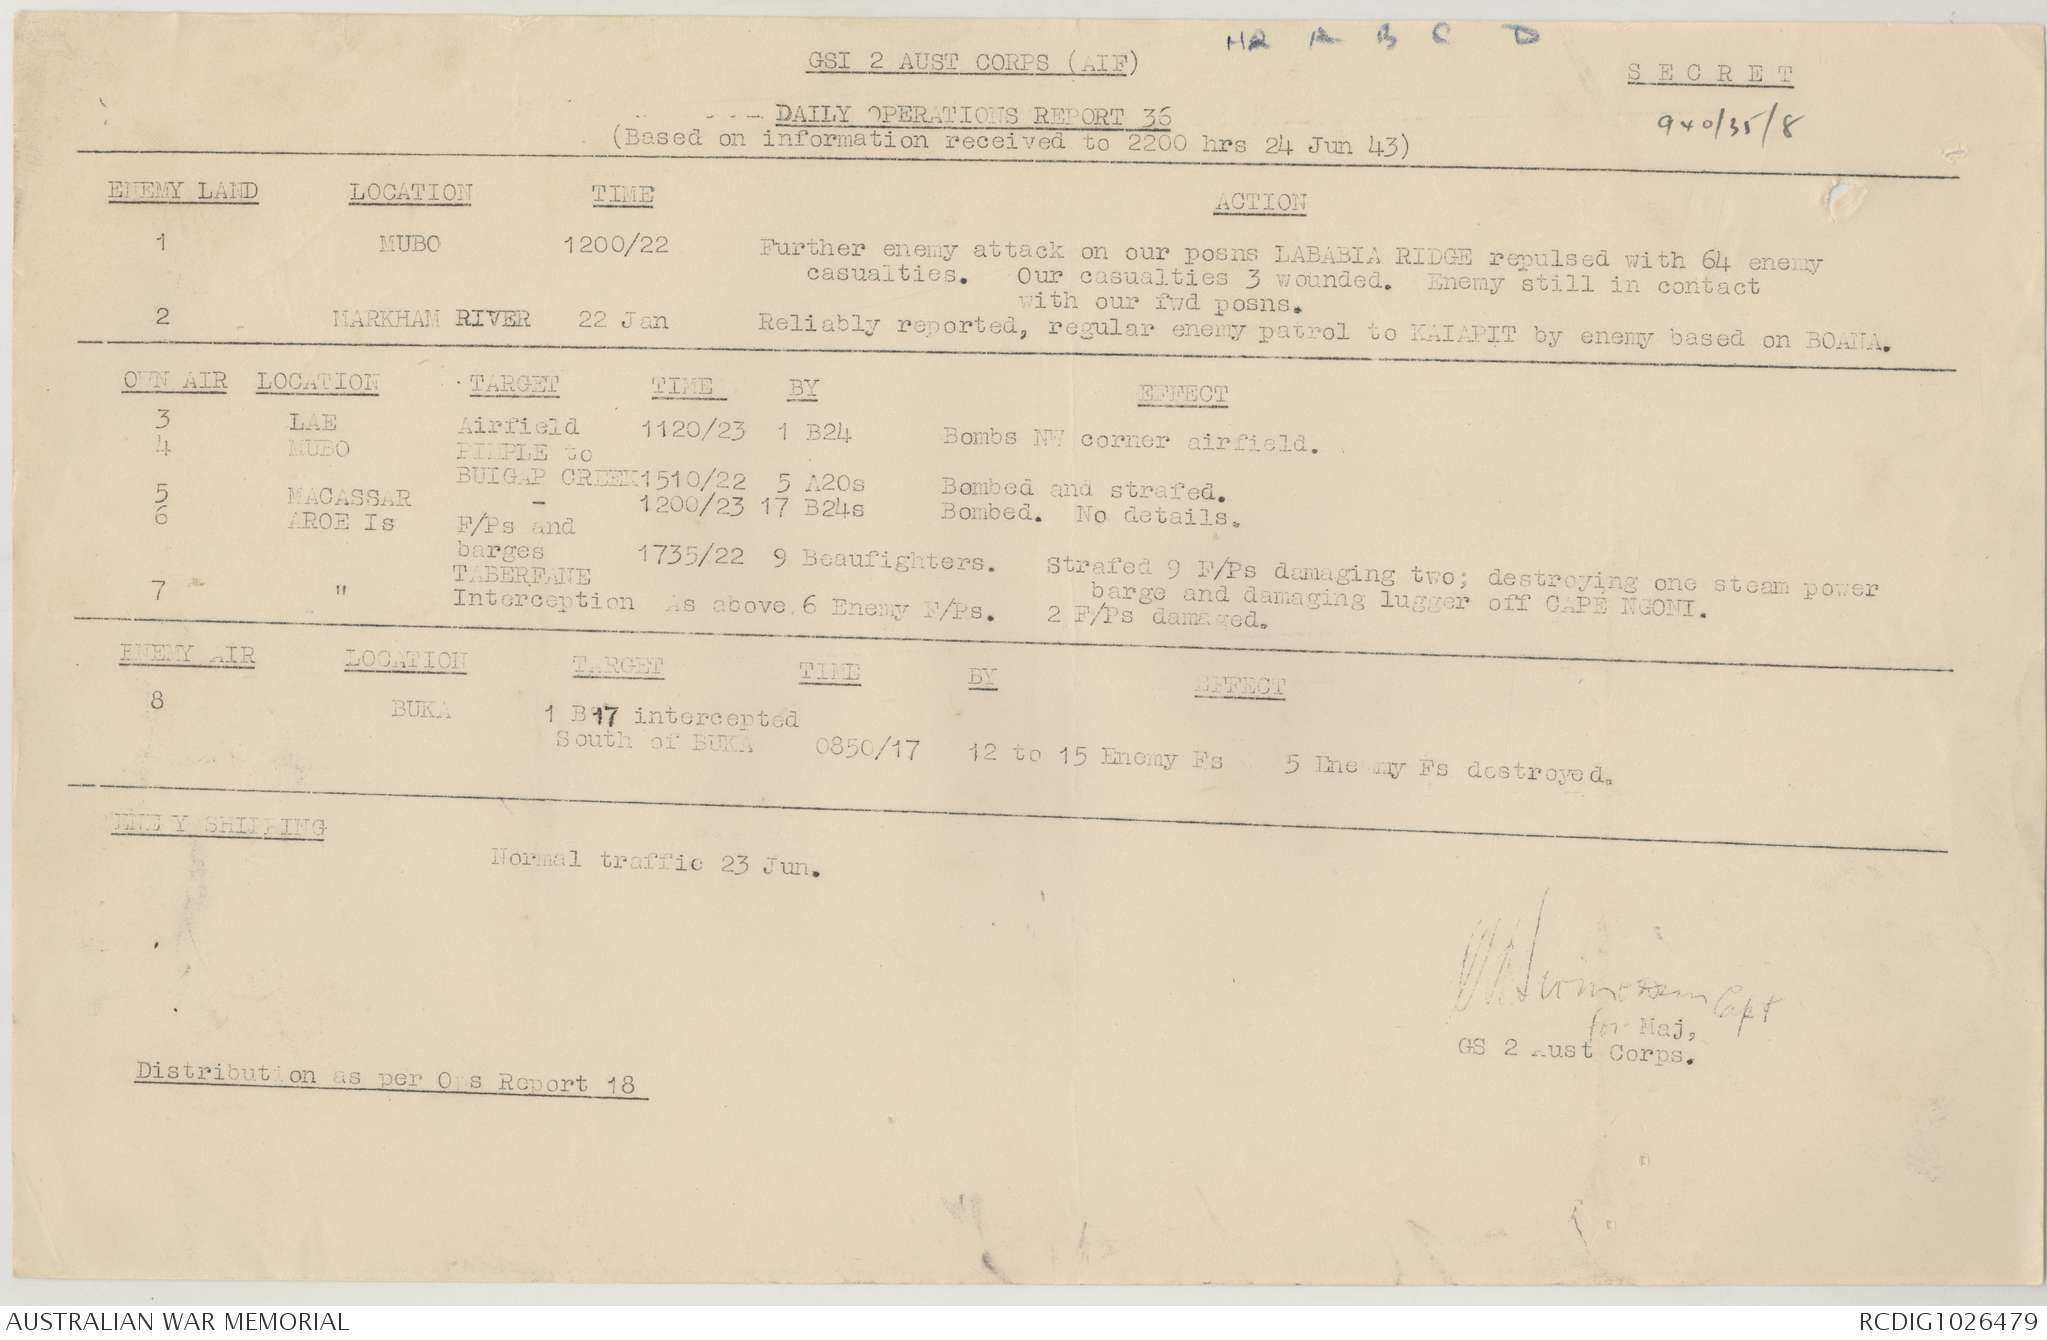 HQ A B C D
GSI 2 AUST CORPS (AIF)
S E C R E T
DAILY OPERATIONS REPORT 36
940/35/8
(Based on information received to 2200 hrs 24 Jun 43)
ENEMY LAND LOCATION TIME ACTION
1 MUBO 1200/22 Further enemy attack on our posns LABABIA RIDGE repulsed with 64 enemy
casualties. Our casualties 3 wounded. Enemy still in contact
with our fwd posns.
2 MARKHAM RIVER 22 Jan Reliably reported, regular enemy patrol to KAIAPIT by enemy based on BOANA.
OWN AIR LOCATION TARGET TIME BY EFFECT
3 LAE Airfield 1120/23 1 B24 Bombs NW corner airfield.
4 MUBO PIMPLE to
BUIGAP CREEK 1510/22 5 A20s Bombed and strafed.
5 MACASSAR - 1200/23 17 B24s Bombed. No details.
6 AROE Is F/Ps and
barges 1735/22 9 Beaufighters. Strafed 9 F/Ps damaging two; destroying one steam power
TABERFANE barge and damaging lugger off CAPE NGONI.
7 " Interception As above. 6 Enemy F/Ps. 2 F/Ps damaged.
ENEMY AIR LOCATION TARGET TIME BY EFFECT
8 BUKA 1 B17 intercepted
South of BUKA 0850/17 12 to 15 Enemy Fs 5 Enemy Fs destroyed.
ENEMY SHIPPING
Normal traffic 23 Jun.
Capt
for Maj,
GS 2 Aust Corps.
Distribution as per Ops Report 18
AUSTRALIAN WAR MEMORIAL
RCDIG1026479